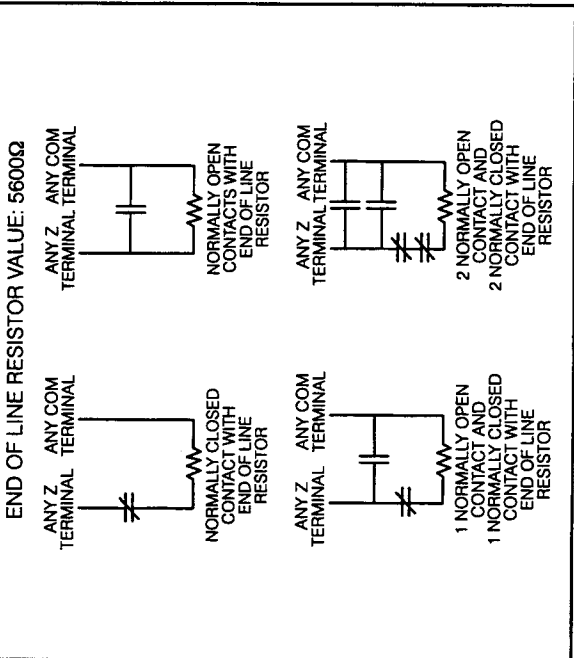 END OF LINE RESISTOR VALUE: 5600Ω
ANY Z
TERMINAL
ANY COM
TERMINAL
NORMALLY CLOSED
CONTACT WITH
END OF LINE
RESISTOR
ANY Z
TERMINAL
ANY COM
TERMINAL
NORMALLY OPEN
CONTACTS WITH
END OF LINE
RESISTOR
ANY Z
TERMINAL
ANY COM
TERMINAL
1 NORMALLY OPEN
CONTACT AND
1 NORMALLY CLOSED
CONTACT WITH
END OF LINE
RESISTOR
ANY Z
TERMINAL
ANY COM
TERMINAL
2 NORMALLY OPEN
CONTACT AND
2 NORMALLY CLOSED
CONTACT WITH
END OF LINE
RESISTOR